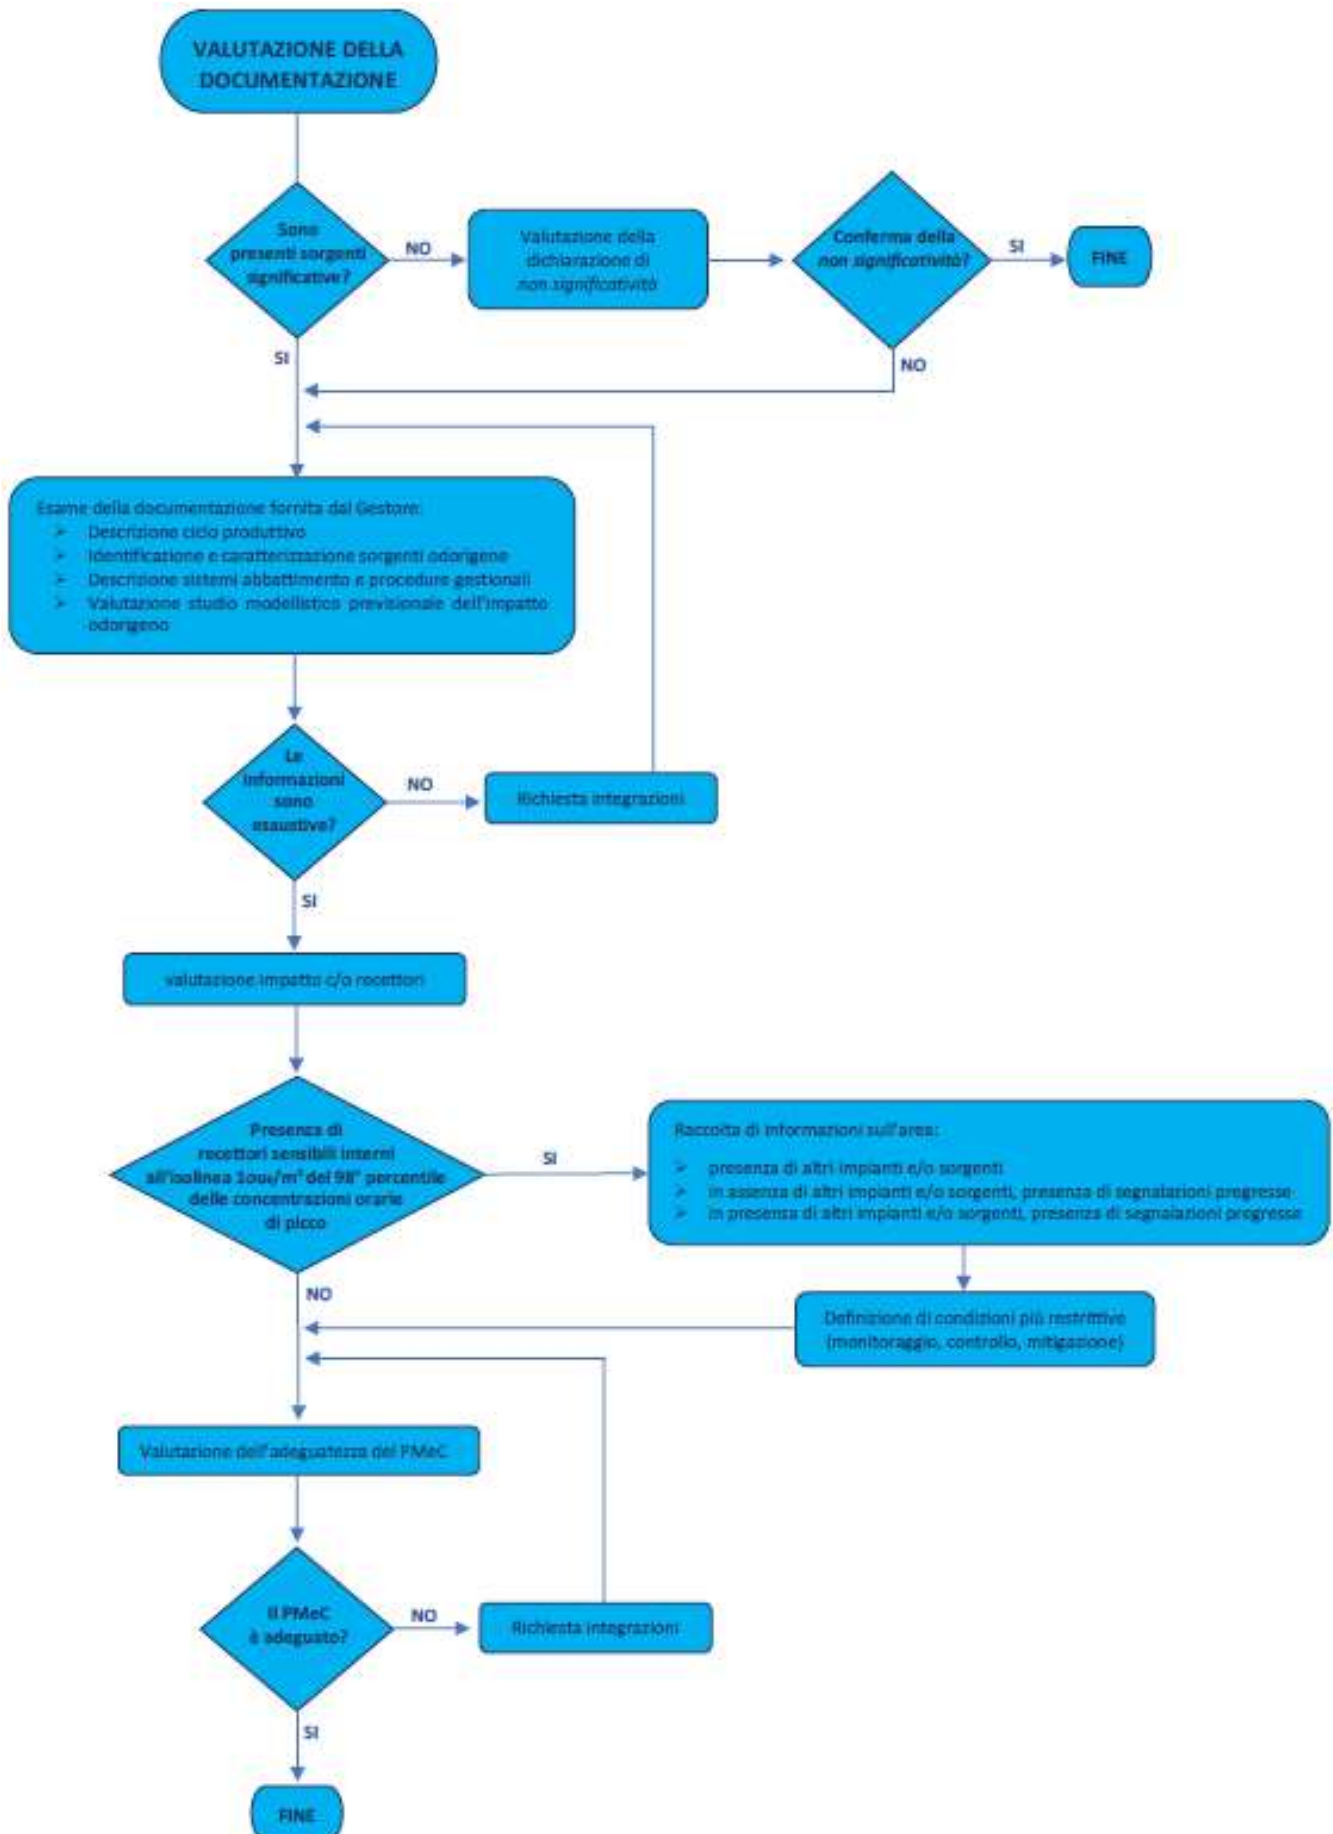 VALUTAZIONE DELLA
DOCUMENTAZIONE
Sono
presenti sorgenti
significative?
NO
Valutazione della
dichiarazione di
non significatività
Conferma della
non significatività?
SI
FINE
SI
NO
Esame della documentazione fornita dal Gestore:
➢ Descrizione ciclo produttivo
➢ Identificazione e caratterizzazione sorgenti odorigene
➢ Descrizione sistemi abbattimento e procedure gestionali
➢ Valutazione studio modellistico previsionale dell'impatto
odorigeno
Le
informazioni
sono
esaustive?
NO
Richiesta integrazioni
SI
valutazione impatto c/o recettori
Presenza di
recettori sensibili interni
all'isolinea 1ouᴇ/m³ del 98° percentile
delle concentrazioni orarie
di picco
SI
Raccolta di informazioni sull'area:
➢ presenza di altri impianti e/o sorgenti
➢ in assenza di altri impianti e/o sorgenti, presenza di segnalazioni pregresse
➢ in presenza di altri impianti e/o sorgenti, presenza di segnalazioni pregresse
NO
Definizione di condizioni più restrittive
(monitoraggio, controllo, mitigazione)
Valutazione dell'adeguatezza del PMeC
Il PMeC
è adeguato?
NO
Richiesta integrazioni
SI
FINE